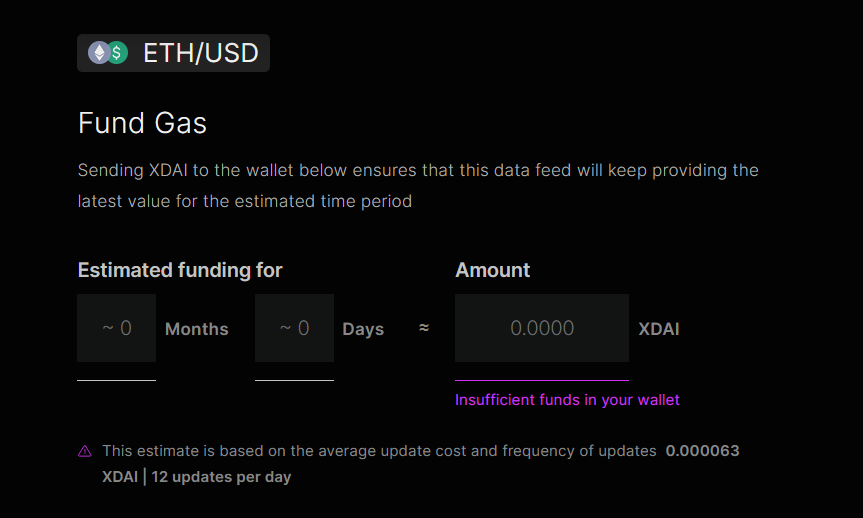 ETH/USD
Fund Gas
Sending XDAI to the wallet below ensures that this data feed will keep providing the
latest value for the estimated time period
Estimated funding for
Amount
~ 0 Months ~ 0 Days ≈ 0.0000 XDAI
Insufficient funds in your wallet
This estimate is based on the average update cost and frequency of updates 0.000063
XDAI | 12 updates per day